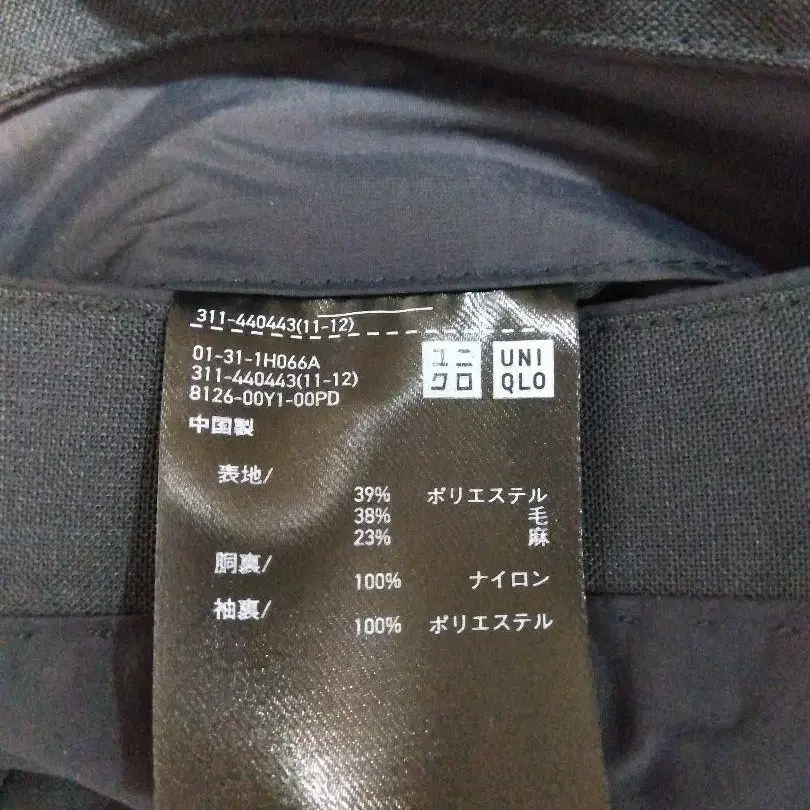 311-440443(11-12)
01-31-1H066A
311-440443(11-12)
8126-00Y1-00PD
中国製
ユニ
クロ
UNI
QLO
表地/
39% ポリエステル
38% 毛
23% 麻
胴裏/
100% ナイロン
袖裏/
100% ポリエステル